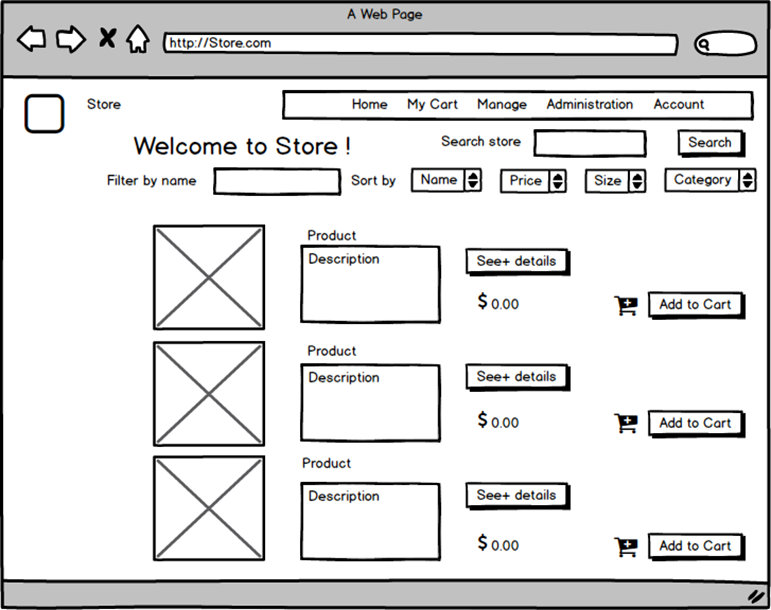 A Web Page
http://Store.com
Store
Home My Cart Manage Administration Account
Welcome to Store !
Search store
Search
Filter by name
Sort by
Name
Price
Size
Category
Product
Description
See+ details
$ 0.00
Add to Cart
Product
Description
See+ details
$ 0.00
Add to Cart
Product
Description
See+ details
$ 0.00
Add to Cart